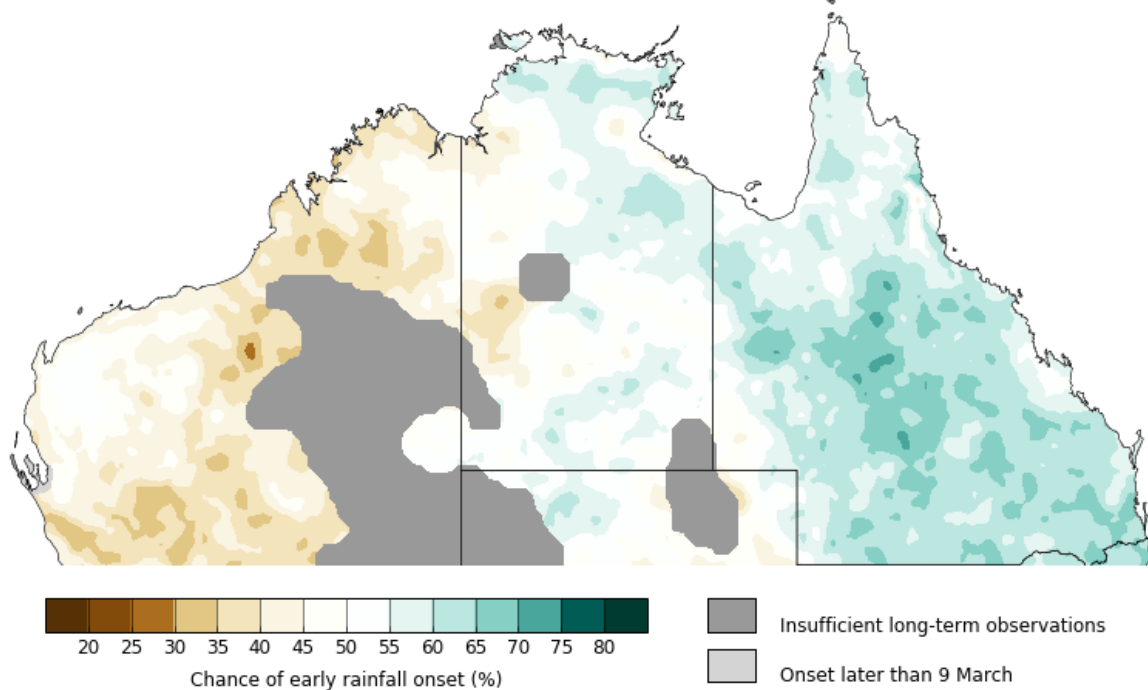 20 25 30 35 40 45 50 55 60 65 70 75 80
Chance of early rainfall onset (%)
Insufficient long-term observations
Onset later than 9 March